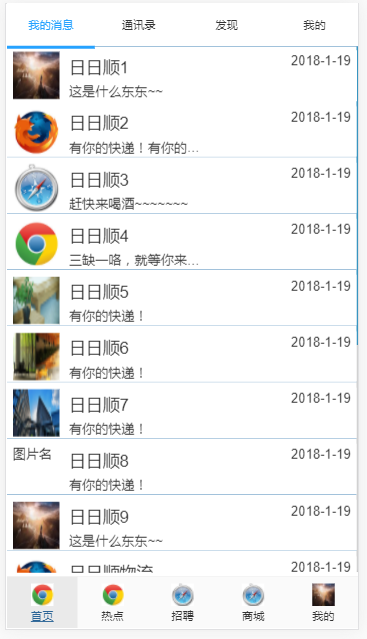 我的消息 通讯录 发现 我的
日日顺1 2018-1-19
这是什么东东~~
日日顺2 2018-1-19
有你的快递！有你的…
日日顺3 2018-1-19
赶快来喝酒~~~~~~~
日日顺4 2018-1-19
三缺一咯，就等你来…
日日顺5 2018-1-19
有你的快递！
日日顺6 2018-1-19
有你的快递！
日日顺7 2018-1-19
有你的快递！
图片名 日日顺8 2018-1-19
有你的快递！
日日顺9 2018-1-19
这是什么东东~~
日日顺物流 2018-1-19
首页 热点 招聘 商城 我的